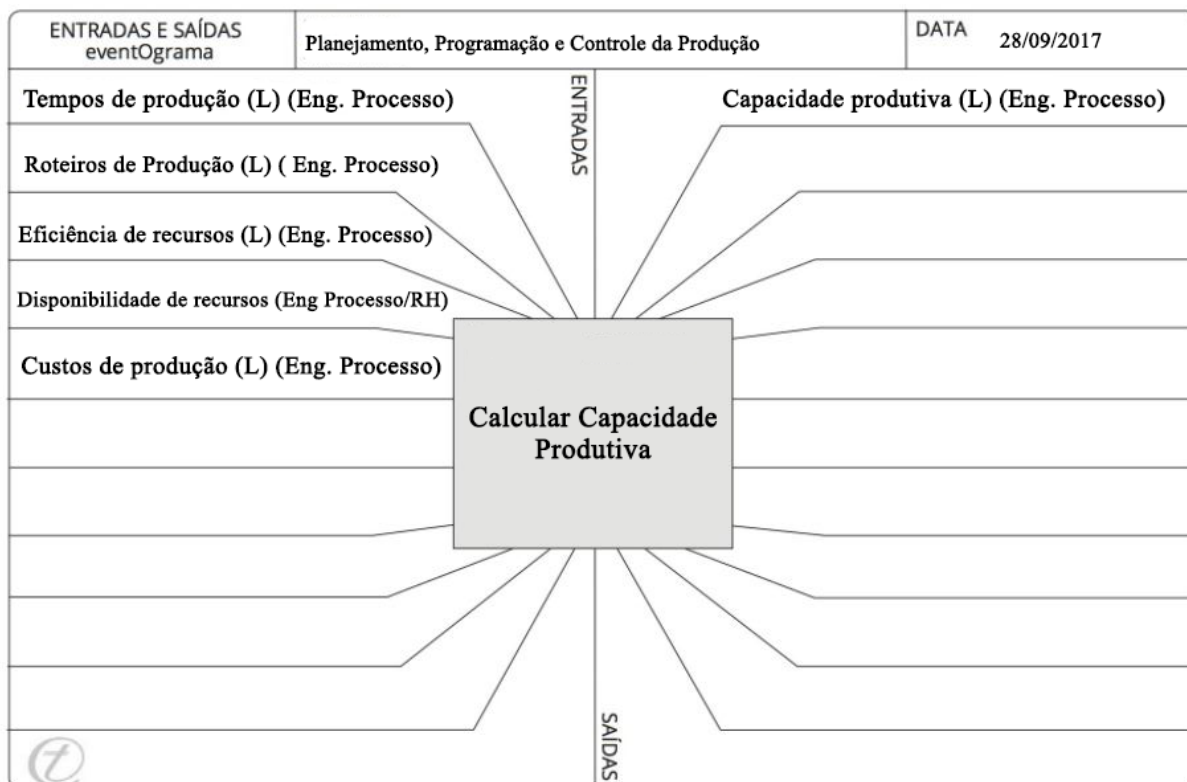 ENTRADAS E SAÍDAS
eventOgrama
Planejamento, Programação e Controle da Produção
DATA
28/09/2017
Tempos de produção (L) (Eng. Processo)
Roteiros de Produção (L) ( Eng. Processo)
Eficiência de recursos (L) (Eng. Processo)
Disponibilidade de recursos (Eng Processo/RH)
Custos de produção (L) (Eng. Processo)
ENTRADAS
Capacidade produtiva (L) (Eng. Processo)
Calcular Capacidade
Produtiva
SAÍDAS